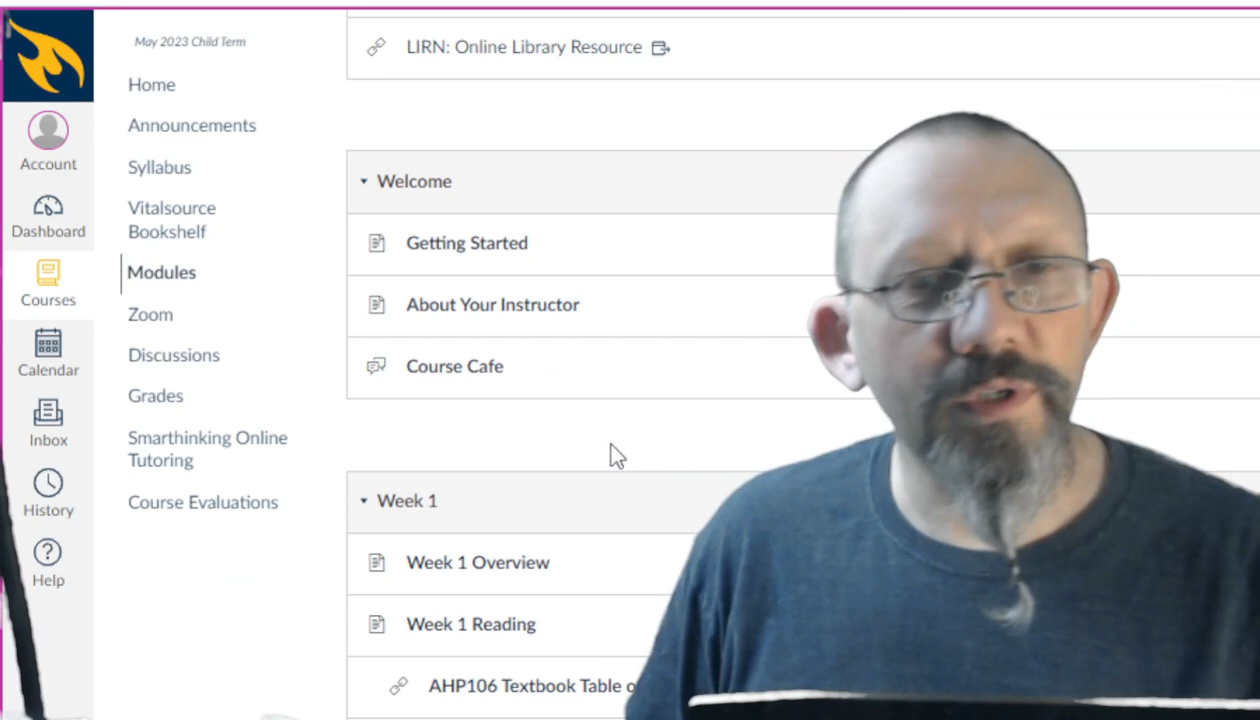 May 2023 Child Term
Home
Announcements
Syllabus
Vitalsource
Bookshelf
Modules
Zoom
Discussions
Grades
Smarthinking Online
Tutoring
Course Evaluations
Account
Dashboard
Courses
Calendar
Inbox
History
Help
LIRN: Online Library Resource
Welcome
Getting Started
About Your Instructor
Course Cafe
Week 1
Week 1 Overview
Week 1 Reading
AHP106 Textbook Table